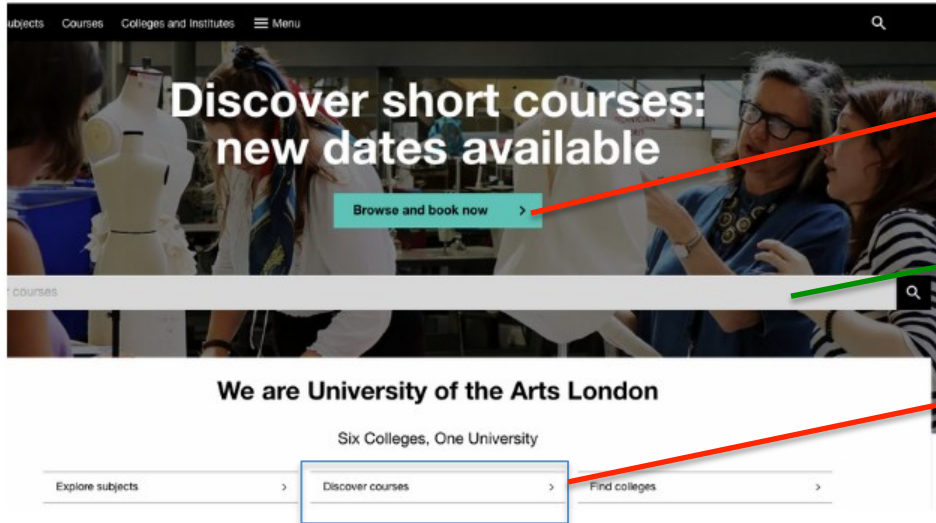 ubjects Courses Colleges and Institutes Menu
Discover short courses:
new dates available
Browse and book now
courses
We are University of the Arts London
Six Colleges, One University
Explore subjects
Discover courses
Find colleges